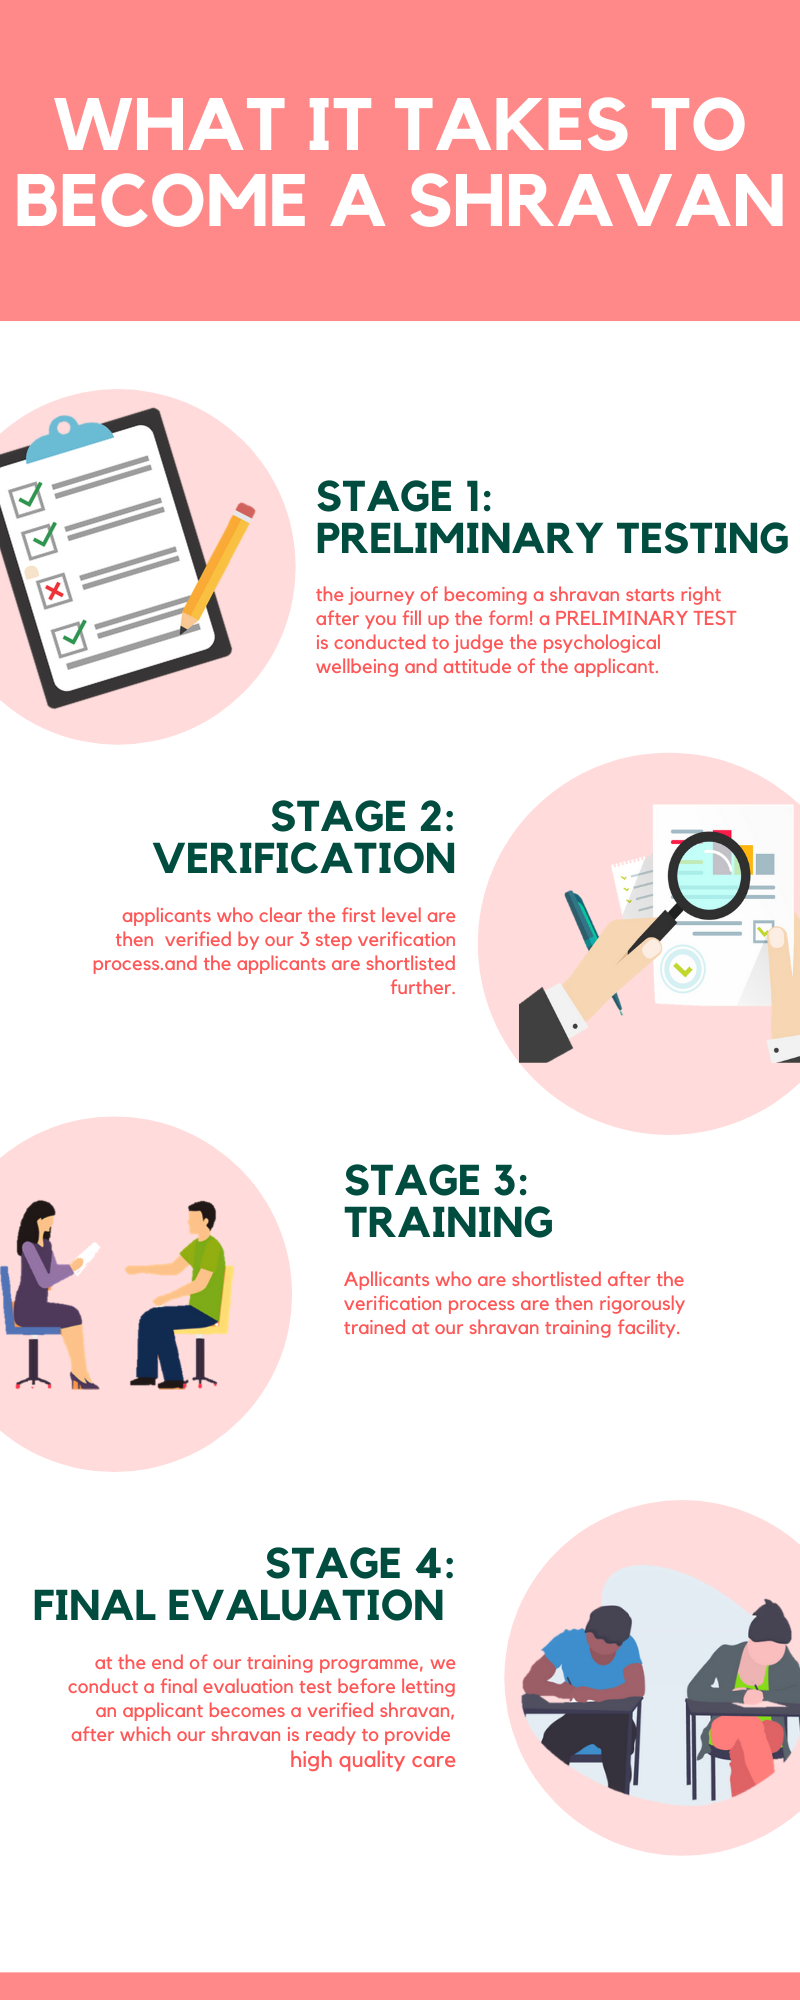 WHAT IT TAKES TO
BECOME A SHRAVAN
STAGE 1:
PRELIMINARY TESTING
the journey of becoming a shravan starts right
after you fill up the form! a PRELIMINARY TEST
is conducted to judge the psychological
wellbeing and attitude of the applicant.
STAGE 2:
VERIFICATION
applicants who clear the first level are
then  verified by our 3 step verification
process.and the applicants are shortlisted
further.
STAGE 3:
TRAINING
Apllicants who are shortlisted after the
verification process are then rigorously
trained at our shravan training facility.
STAGE 4:
FINAL EVALUATION
at the end of our training programme, we
conduct a final evaluation test before letting
an applicant becomes a verified shravan,
after which our shravan is ready to provide
high quality care